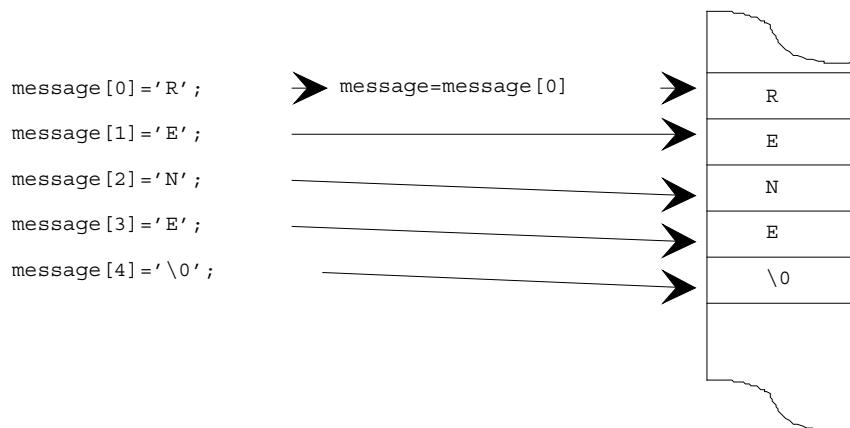 message[0]='R'; message=message[0] R
message[1]='E'; E
message[2]='N'; N
message[3]='E'; E
message[4]='\0'; \0